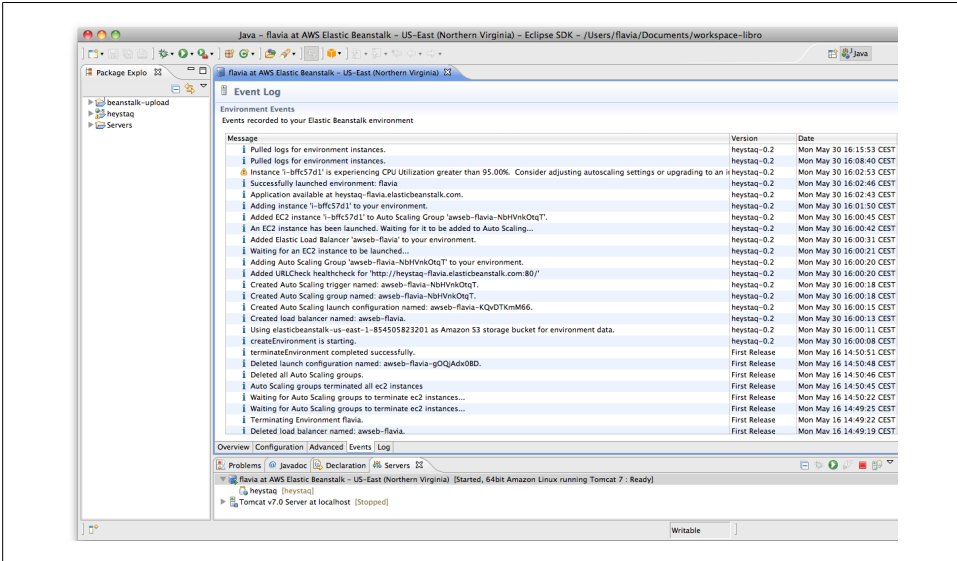 Java - flavia at AWS Elastic Beanstalk - US-East (Northern Virginia) - Eclipse SDK - /Users/flavia/Documents/workspace-libro
Java
Package Explo
flavia at AWS Elastic Beanstalk - US-East (Northern Virginia)
beanstalk-upload
heystaq
Servers
Event Log
Environment Events
Events recorded to your Elastic Beanstalk environment
Message Version Date
Pulled logs for environment instances. heystaq-0.2 Mon May 30 16:15:53 CEST
Pulled logs for environment instances. heystaq-0.2 Mon May 30 16:08:40 CEST
Instance 'i-bffc57d1' is experiencing CPU Utilization greater than 95.00%. Consider adjusting autoscaling settings or upgrading to an i heystaq-0.2 Mon May 30 16:02:53 CEST
Successfully launched environment: flavia heystaq-0.2 Mon May 30 16:02:46 CEST
Application available at heystaq-flavia.elasticbeanstalk.com. heystaq-0.2 Mon May 30 16:02:43 CEST
Adding instance 'i-bffc57d1' to your environment. heystaq-0.2 Mon May 30 16:01:50 CEST
Added EC2 instance 'i-bffc57d1' to Auto Scaling Group 'awseb-flavia-NbHVnkOtqT'. heystaq-0.2 Mon May 30 16:00:45 CEST
An EC2 instance has been launched. Waiting for it to be added to Auto Scaling... heystaq-0.2 Mon May 30 16:00:42 CEST
Added Elastic Load Balancer 'awseb-flavia' to your environment. heystaq-0.2 Mon May 30 16:00:31 CEST
Waiting for an EC2 instance to be launched... heystaq-0.2 Mon May 30 16:00:21 CEST
Adding Auto Scaling Group 'awseb-flavia-NbHVnkOtqT' to your environment. heystaq-0.2 Mon May 30 16:00:20 CEST
Added URLCheck healthcheck for 'http://heystaq-flavia.elasticbeanstalk.com:80/' heystaq-0.2 Mon May 30 16:00:20 CEST
Created Auto Scaling trigger named: awseb-flavia-NbHVnkOtqT. heystaq-0.2 Mon May 30 16:00:18 CEST
Created Auto Scaling group named: awseb-flavia-NbHVnkOtqT. heystaq-0.2 Mon May 30 16:00:18 CEST
Created Auto Scaling launch configuration named: awseb-flavia-KQvDTKmM66. heystaq-0.2 Mon May 30 16:00:15 CEST
Created load balancer named: awseb-flavia. heystaq-0.2 Mon May 30 16:00:13 CEST
Using elasticbeanstalk-us-east-1-854505823201 as Amazon S3 storage bucket for environment data. heystaq-0.2 Mon May 30 16:00:11 CEST
createEnvironment is starting. heystaq-0.2 Mon May 30 16:00:08 CEST
terminateEnvironment completed successfully. First Release Mon May 16 14:50:51 CEST
Deleted launch configuration named: awseb-flavia-gOQjAdx08D. First Release Mon May 16 14:50:48 CEST
Deleted all Auto Scaling groups. First Release Mon May 16 14:50:46 CEST
Auto Scaling groups terminated all ec2 instances First Release Mon May 16 14:50:45 CEST
Waiting for Auto Scaling groups to terminate ec2 instances... First Release Mon May 16 14:50:22 CEST
Waiting for Auto Scaling groups to terminate ec2 instances... First Release Mon May 16 14:49:25 CEST
Terminating Environment flavia. First Release Mon May 16 14:49:22 CEST
Deleted load balancer named: awseb-flavia. First Release Mon May 16 14:49:19 CEST
Overview Configuration Advanced Events Log
Problems Javadoc Declaration Servers
flavia at AWS Elastic Beanstalk - US-East (Northern Virginia) [Started, 64bit Amazon Linux running Tomcat 7 : Ready]
heystaq [heystaq]
Tomcat v7.0 Server at localhost [Stopped]
Writable